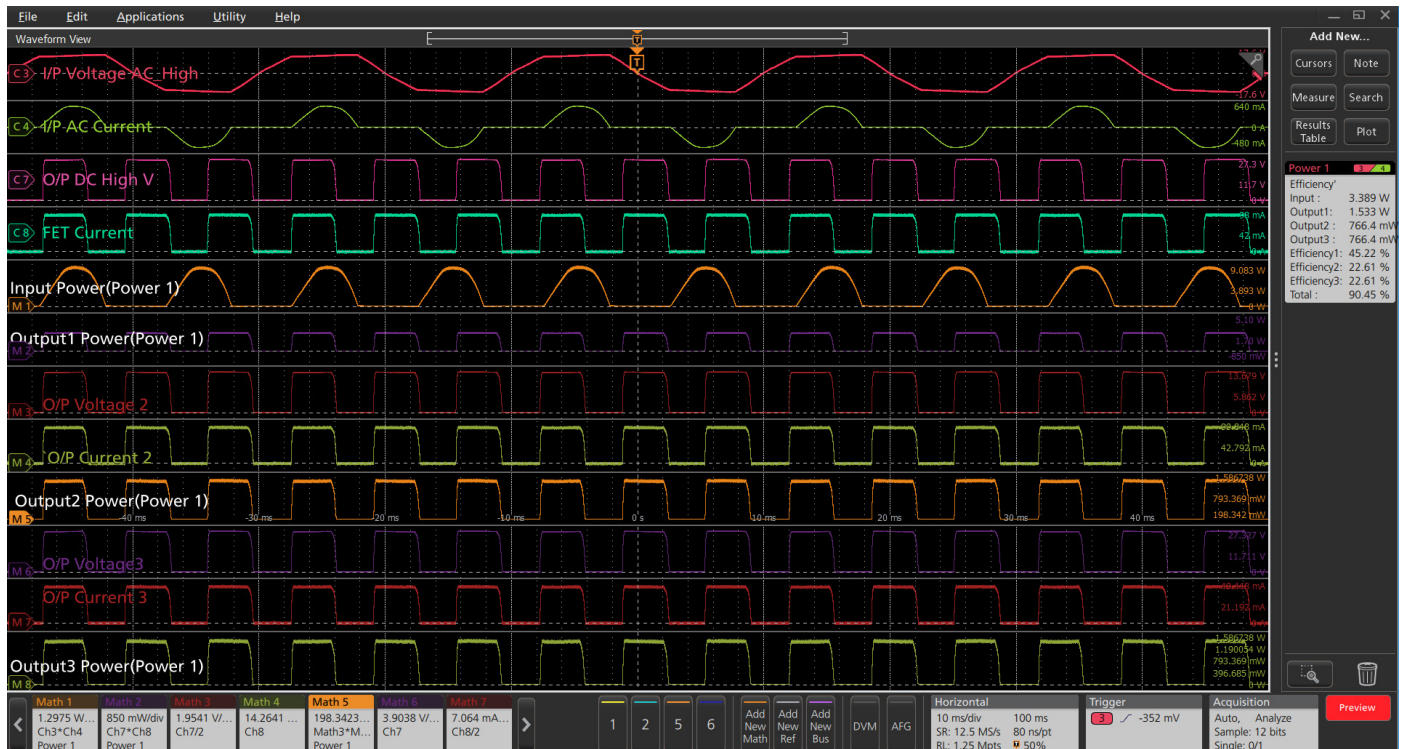 File Edit Applications Utility Help
Waveform View
Add New...
Cursors Note
Measure Search
Results Table Plot
C3 I/P Voltage AC_High
-17.6 V
C4 I/P AC Current
640 mA
0 A
-480 mA
C7 O/P DC High V
27.3 V
11.7 V
0 V
C8 FET Current
42 mA
0 A
Input Power(Power 1)
M 1
9.083 W
3.893 W
0 W
Output1 Power(Power 1)
M 2
5.10 W
1.70 W
-850 mW
O/P Voltage 2
M 3
13.679 V
5.862 V
0 V
O/P Current 2
M 4
42.792 mA
0 A
Output2 Power(Power 1)
M 5
1.586738 W
793.369 mW
198.342 mW
-40 ms -30 ms -20 ms -10 ms 0 s 10 ms 20 ms 30 ms 40 ms
O/P Voltage3
M 6
27.327 V
11.711 V
0 V
O/P Current 3
M 7
21.192 mA
0 A
Output3 Power(Power 1)
M 8
1.586738 W
1.190054 W
793.369 mW
396.685 mW
0 W
Power 1 3 4
Efficiency'
Input : 3.389 W
Output1: 1.533 W
Output2 : 766.4 mW
Output3 : 766.4 mW
Efficiency1: 45.22 %
Efficiency2: 22.61 %
Efficiency3: 22.61 %
Total : 90.45 %
Math 1
1.2975 W...
Ch3*Ch4
Power 1
Math 2
850 mW/div
Ch7*Ch8
Power 1
Math 3
1.9541 V/...
Ch7/2
Math 4
14.2641 ...
Ch8
Math 5
198.3423...
Math3*M...
Power 1
Math 6
3.9038 V/...
Ch7
Math 7
7.064 mA...
Ch8/2
1 2 5 6
Add New Math
Add New Ref
Add New Bus
DVM AFG
Horizontal
10 ms/div 100 ms
SR: 12.5 MS/s 80 ns/pt
RL: 1.25 Mpts 50%
Trigger
3 -352 mV
Acquisition
Auto, Analyze
Sample: 12 bits
Single: 0/1
Preview